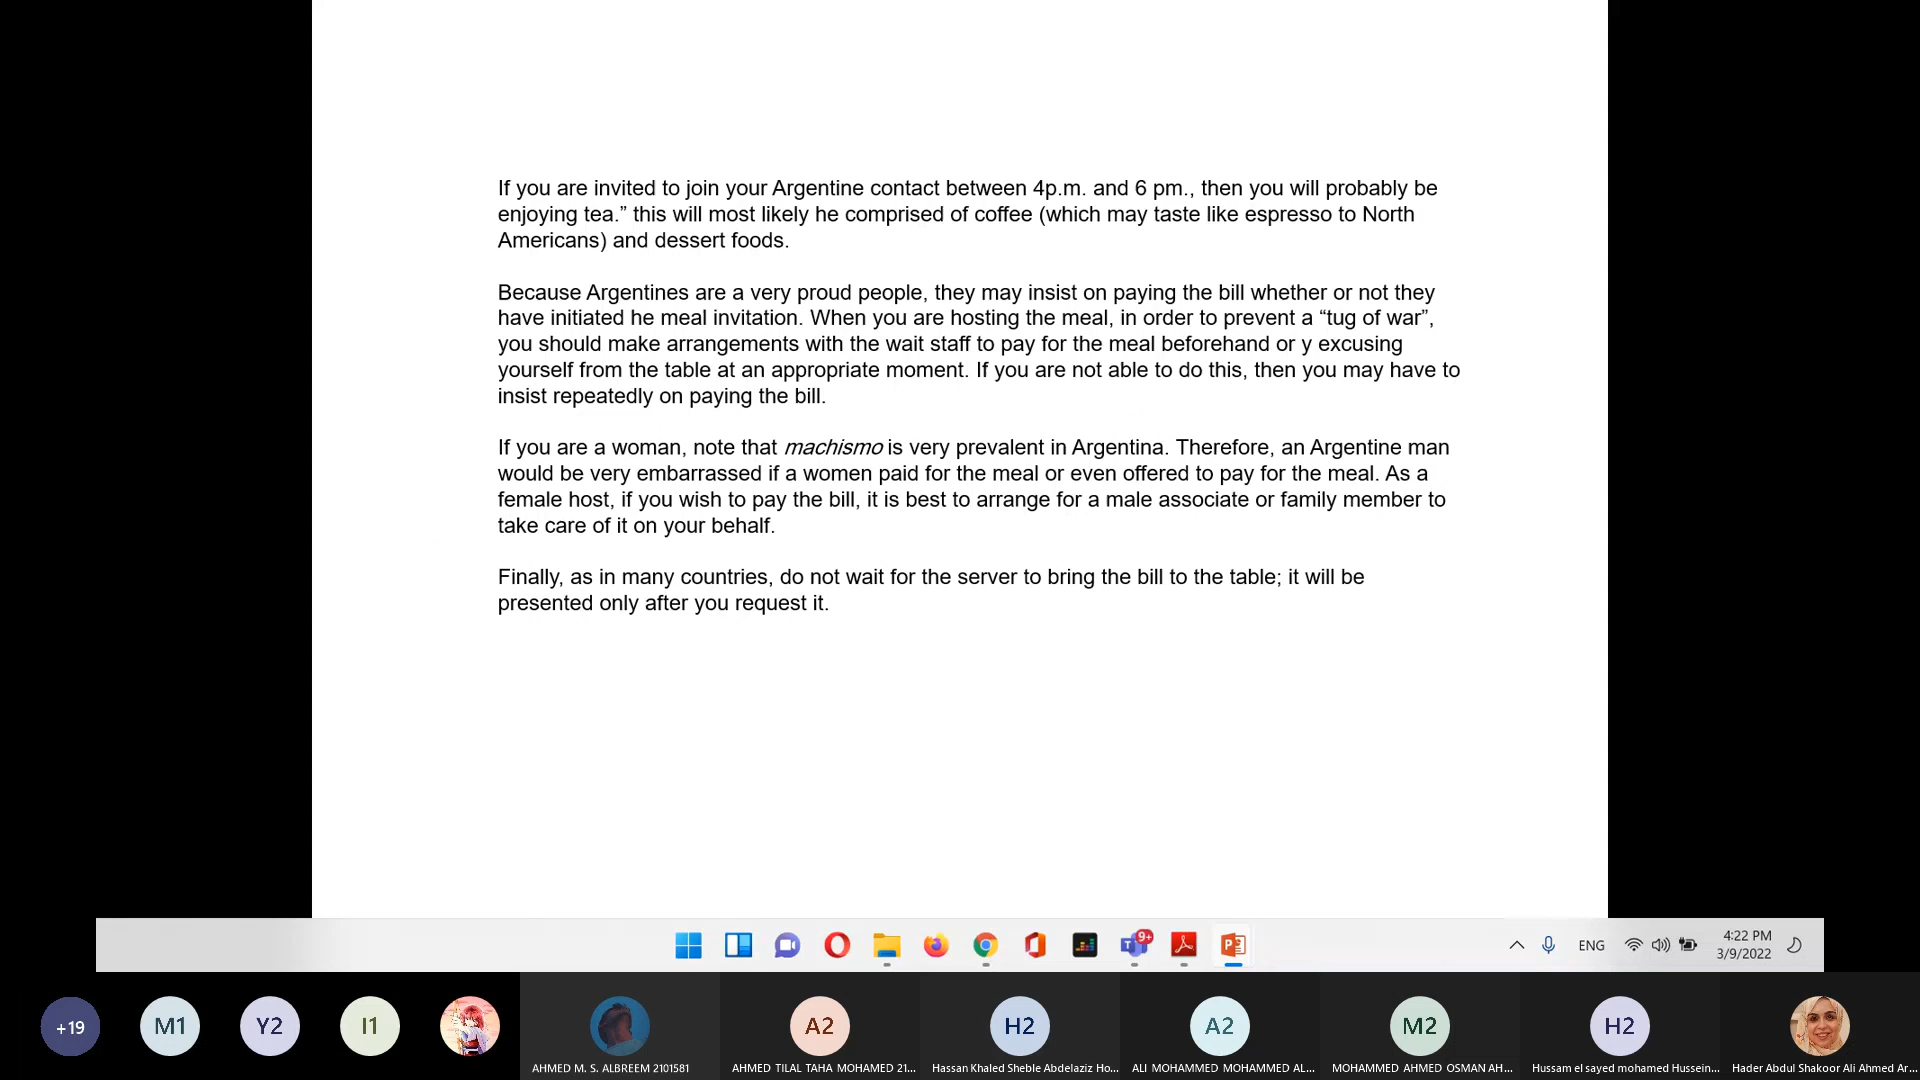 If you are invited to join your Argentine contact between 4p.m. and 6 pm., then you will probably be
enjoying tea.” this will most likely he comprised of coffee (which may taste like espresso to North
Americans) and dessert foods.
Because Argentines are a very proud people, they may insist on paying the bill whether or not they
have initiated he meal invitation. When you are hosting the meal, in order to prevent a “tug of war”,
you should make arrangements with the wait staff to pay for the meal beforehand or y excusing
yourself from the table at an appropriate moment. If you are not able to do this, then you may have to
insist repeatedly on paying the bill.
If you are a woman, note that machismo is very prevalent in Argentina. Therefore, an Argentine man
would be very embarrassed if a women paid for the meal or even offered to pay for the meal. As a
female host, if you wish to pay the bill, it is best to arrange for a male associate or family member to
take care of it on your behalf.
Finally, as in many countries, do not wait for the server to bring the bill to the table; it will be
presented only after you request it.
9+
ENG
4:22 PM
3/9/2022
+19
M1
Y2
I1
A2
H2
A2
M2
H2
AHMED M. S. ALBREEM 2101581
AHMED TILAL TAHA MOHAMED 21...
Hassan Khaled Sheble Abdelaziz Ho...
ALI MOHAMMED MOHAMMED AL...
MOHAMMED AHMED OSMAN AH...
Hussam el sayed mohamed Hussein...
Hader Abdul Shakoor Ali Ahmed Ar...